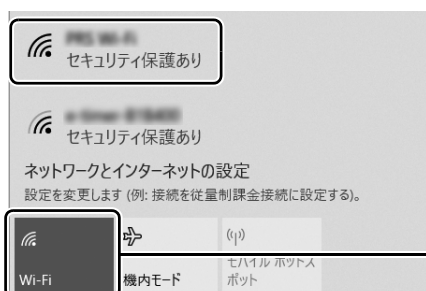 セキュリティ保護あり
セキュリティ保護あり
ネットワークとインターネットの設定
設定を変更します (例: 接続を従量制課金接続に設定する)。
Wi-Fi
機内モード
モバイル ホットス
ポット